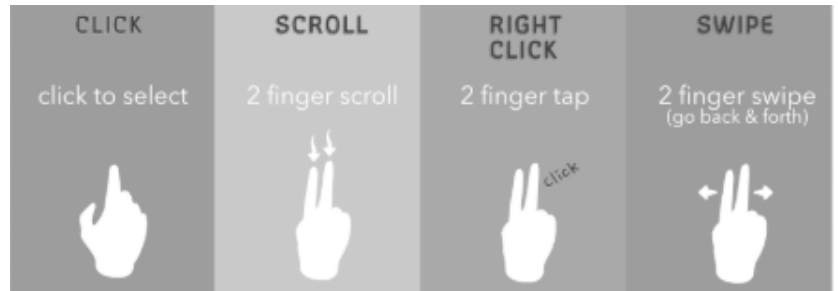 CLICK
click to select
SCROLL
2 finger scroll
RIGHT
CLICK
2 finger tap
click
SWIPE
2 finger swipe
(go back & forth)